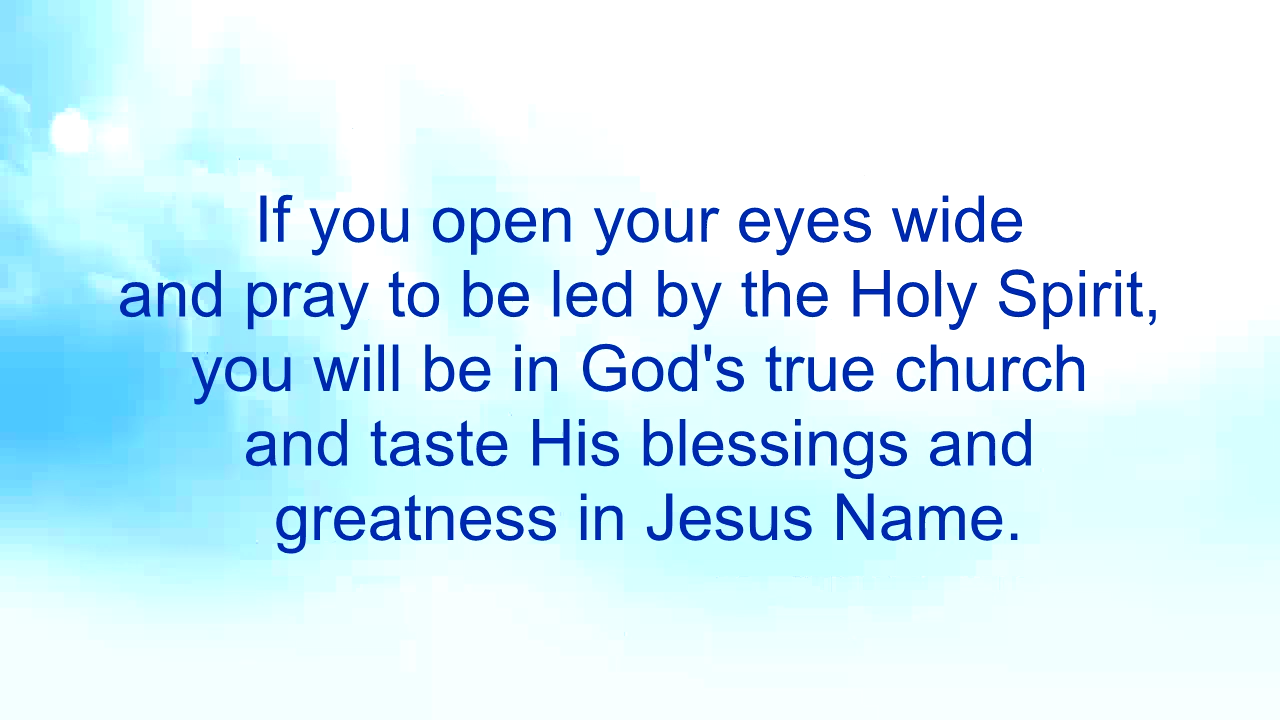 If you open your eyes wide
and pray to be led by the Holy Spirit,
you will be in God's true church
and taste His blessings and
greatness in Jesus Name.